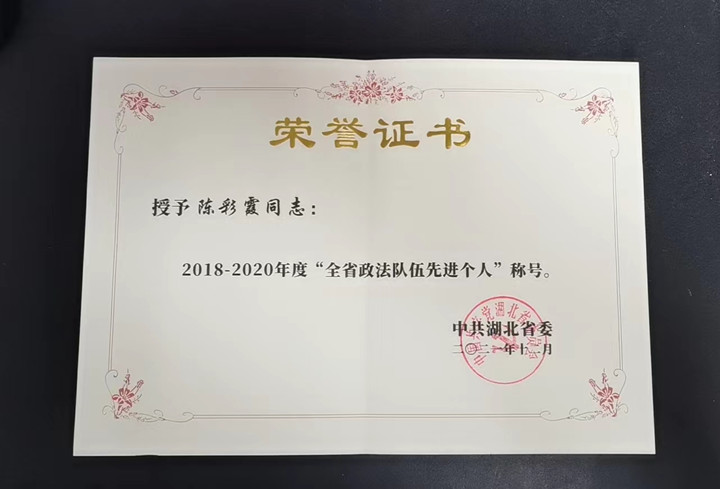 荣誉证书
授予陈彩霞同志：
2018-2020年度“全省政法队伍先进个人”称号。
中共湖北省委
二〇二一年十二月